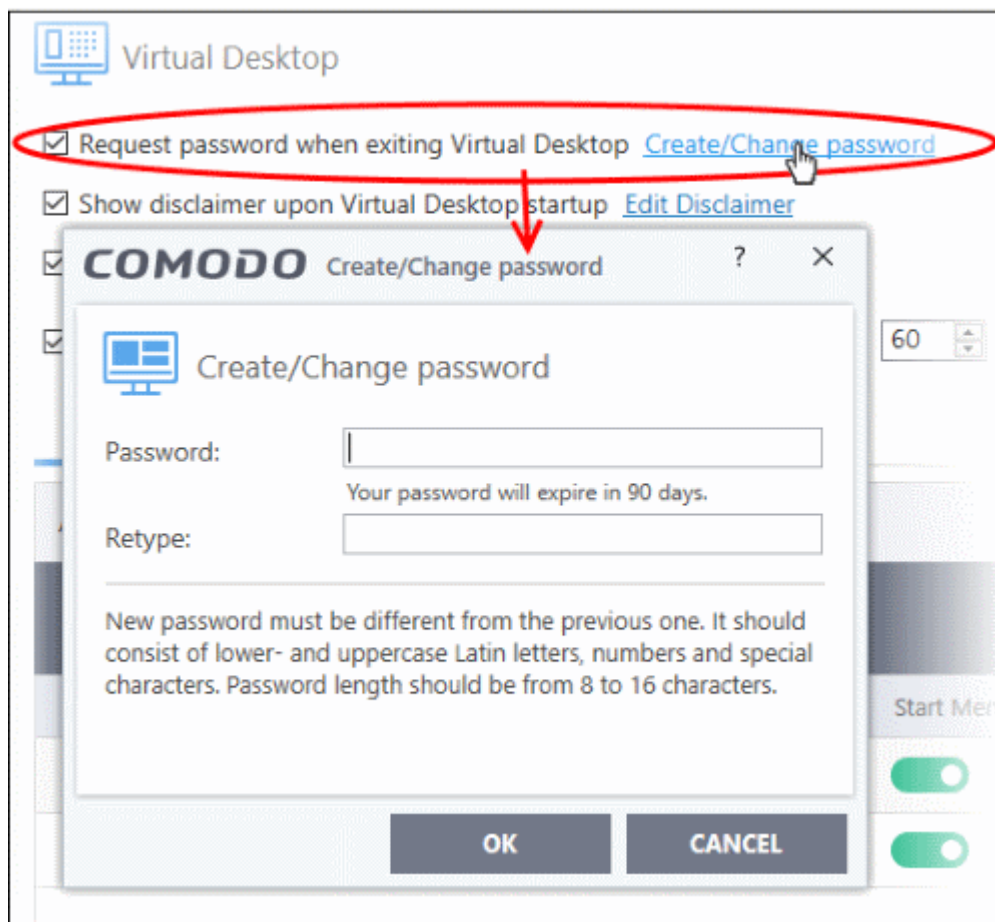 Virtual Desktop
Request password when exiting Virtual Desktop Create/Change password
Show disclaimer upon Virtual Desktop startup Edit Disclaimer
COMODO Create/Change password ?
60
Create/Change password
Password:
Your password will expire in 90 days.
Retype:
New password must be different from the previous one. It should
consist of lower- and uppercase Latin letters, numbers and special
characters. Password length should be from 8 to 16 characters.
Start
OK CANCEL